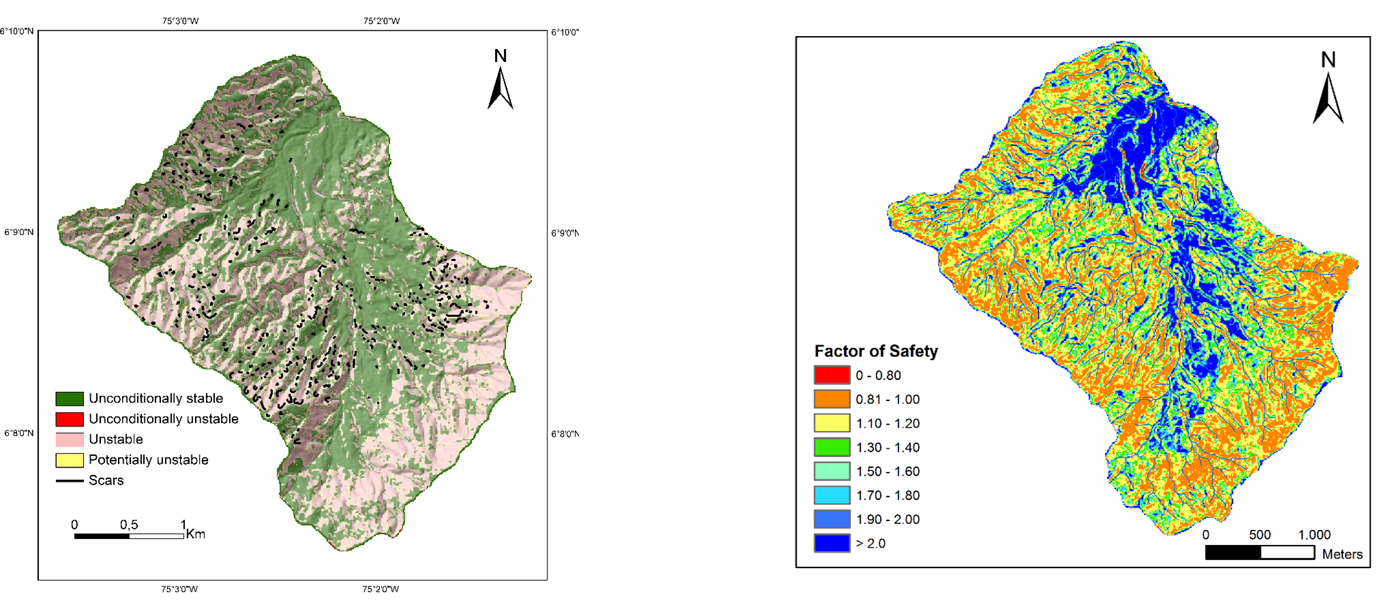 75°3'0"W 75°2'0"W
6°10'0"N 6°10'0"
N
6°9'0"N 6°9'0"N
Unconditionally stable
Unconditionally unstable
Unstable
Potentially unstable
Scars
6°8'0"N 6°8'0"N
0 0,5 1
Km
75°3'0"W 75°2'0"W
N
Factor of Safety
0 - 0.80
0.81 - 1.00
1.10 - 1.20
1.30 - 1.40
1.50 - 1.60
1.70 - 1.80
1.90 - 2.00
> 2.0
0 500 1.000
Meters